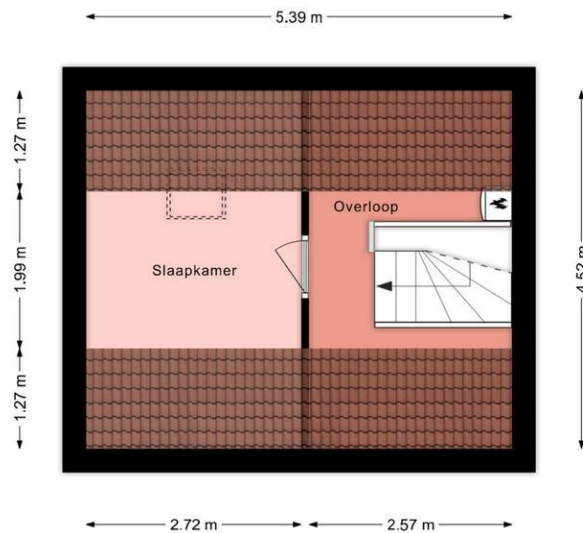 5.39 m
1.27 m
Overloop
1.99 m
Slaapkamer
4.52 m
1.27 m
2.72 m
2.57 m